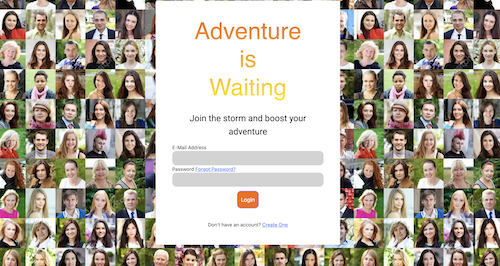 Adventure
is
Waiting
Join the storm and boost your
adventure
E-Mail Address
Password Forgot Password?
Login
Don't have an account? Create One